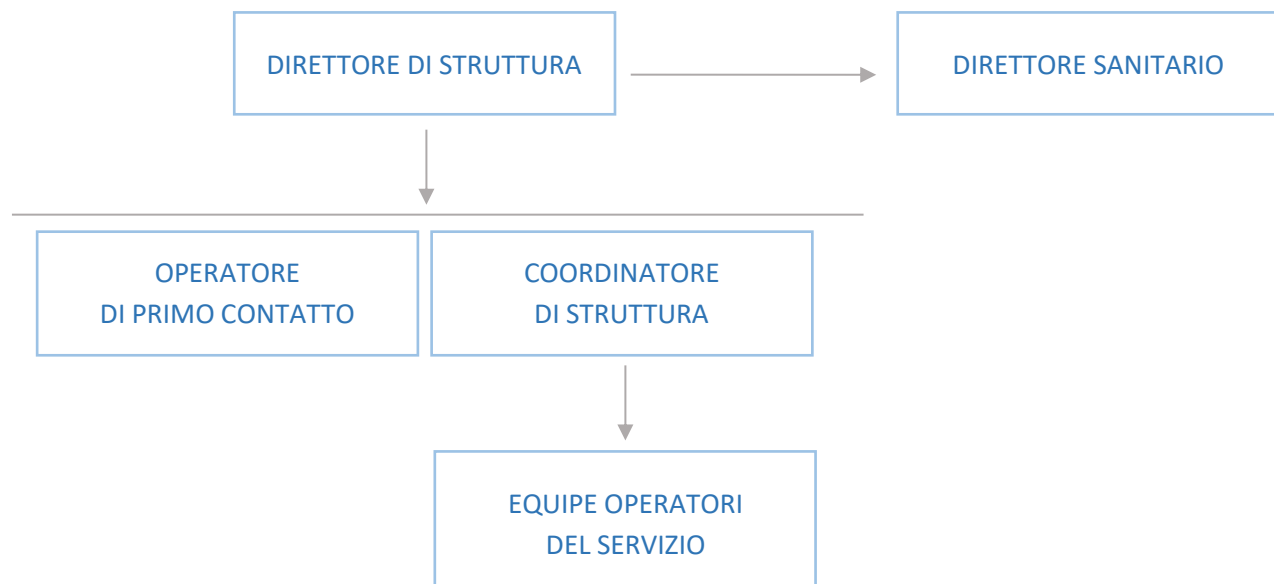 DIRETTORE DI STRUTTURA
DIRETTORE SANITARIO
OPERATORE
DI PRIMO CONTATTO
COORDINATORE
DI STRUTTURA
EQUIPE OPERATORI
DEL SERVIZIO